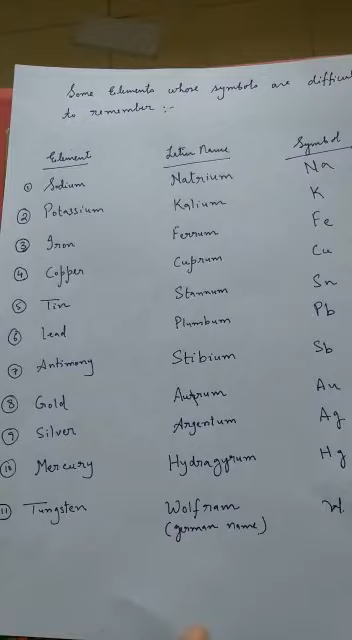 Some Elements whose symbols are difficult
to remember :-
Element Latin Name Symbol
① Sodium Natrium Na
② Potassium Kalium K
③ Iron Ferrum Fe
④ Copper Cuprum Cu
⑤ Tin Stannum Sn
⑥ Lead Plumbum Pb
⑦ Antimony Stibium Sb
⑧ Gold Aurum Au
⑨ Silver Argentum Ag
⑩ Mercury Hydragyrum Hg
⑪ Tungsten Wolfram W.
(german name)